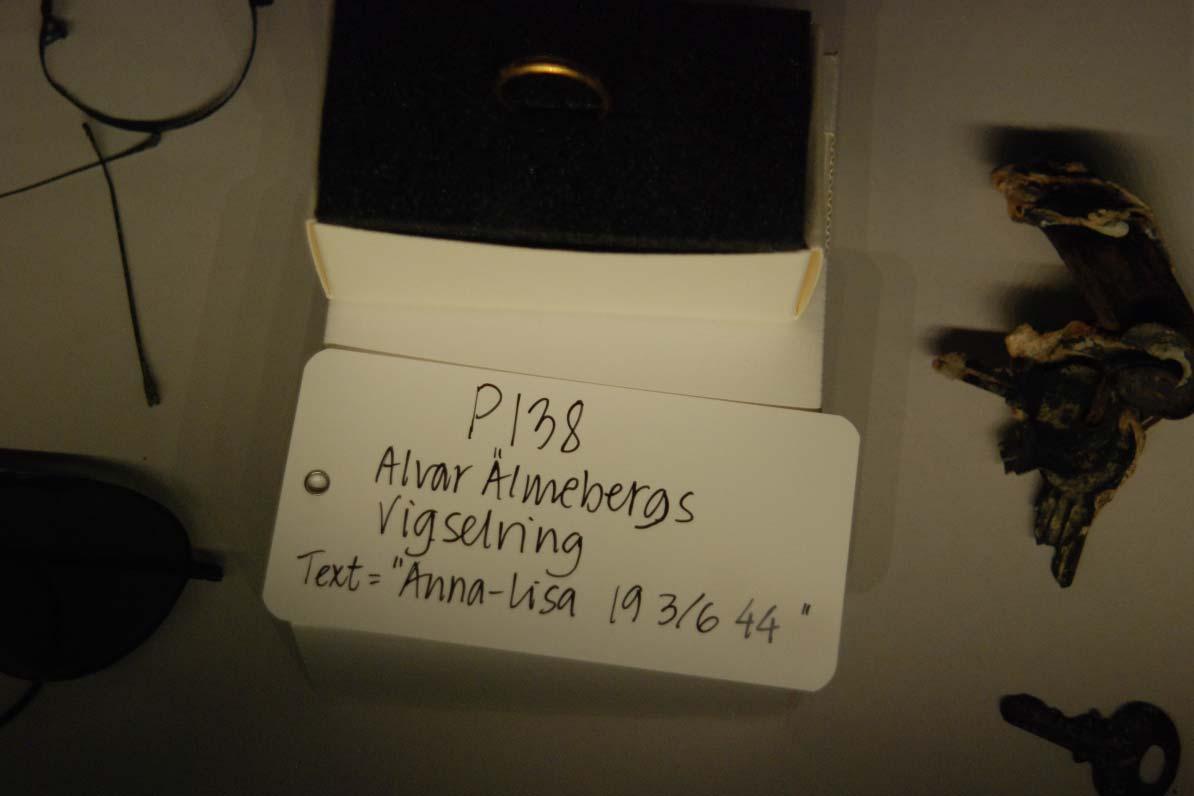 P138
Alvar Älmebergs
Vigselring
Text = "Anna-Lisa 19 3/6 44"